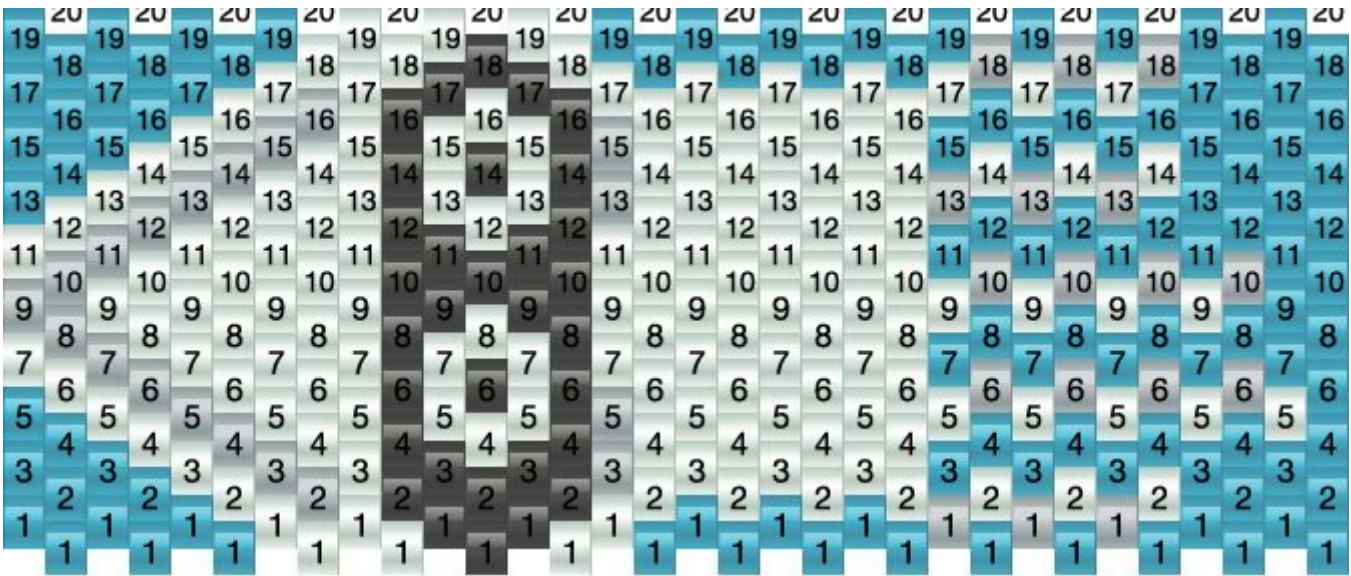 20 20 20 20 20 20 20 20 20 20 20 20 20 20 20 20
19 19 19 19 19 19 19 19 19 19 19 19 19 19 19 19
18 18 18 18 18 18 18 18 18 18 18 18 18 18 18 18
17 17 17 17 17 17 17 17 17 17 17 17 17 17 17 17
16 16 16 16 16 16 16 16 16 16 16 16 16 16 16 16
15 15 15 15 15 15 15 15 15 15 15 15 15 15 15 15
14 14 14 14 14 14 14 14 14 14 14 14 14 14 14 14
13 13 13 13 13 13 13 13 13 13 13 13 13 13 13 13
12 12 12 12 12 12 12 12 12 12 12 12 12 12 12 12
11 11 11 11 11 11 11 11 11 11 11 11 11 11 11 11
10 10 10 10 10 10 10 10 10 10 10 10 10 10 10 10
9 9 9 9 9 9 9 9 9 9 9 9 9 9 9 9
8 8 8 8 8 8 8 8 8 8 8 8 8 8 8 8
7 7 7 7 7 7 7 7 7 7 7 7 7 7 7 7
6 6 6 6 6 6 6 6 6 6 6 6 6 6 6 6
5 5 5 5 5 5 5 5 5 5 5 5 5 5 5 5
4 4 4 4 4 4 4 4 4 4 4 4 4 4 4 4
3 3 3 3 3 3 3 3 3 3 3 3 3 3 3 3
2 2 2 2 2 2 2 2 2 2 2 2 2 2 2 2
1 1 1 1 1 1 1 1 1 1 1 1 1 1 1 1
1 1 1 1 1 1 1 1 1 1 1 1 1 1 1 1